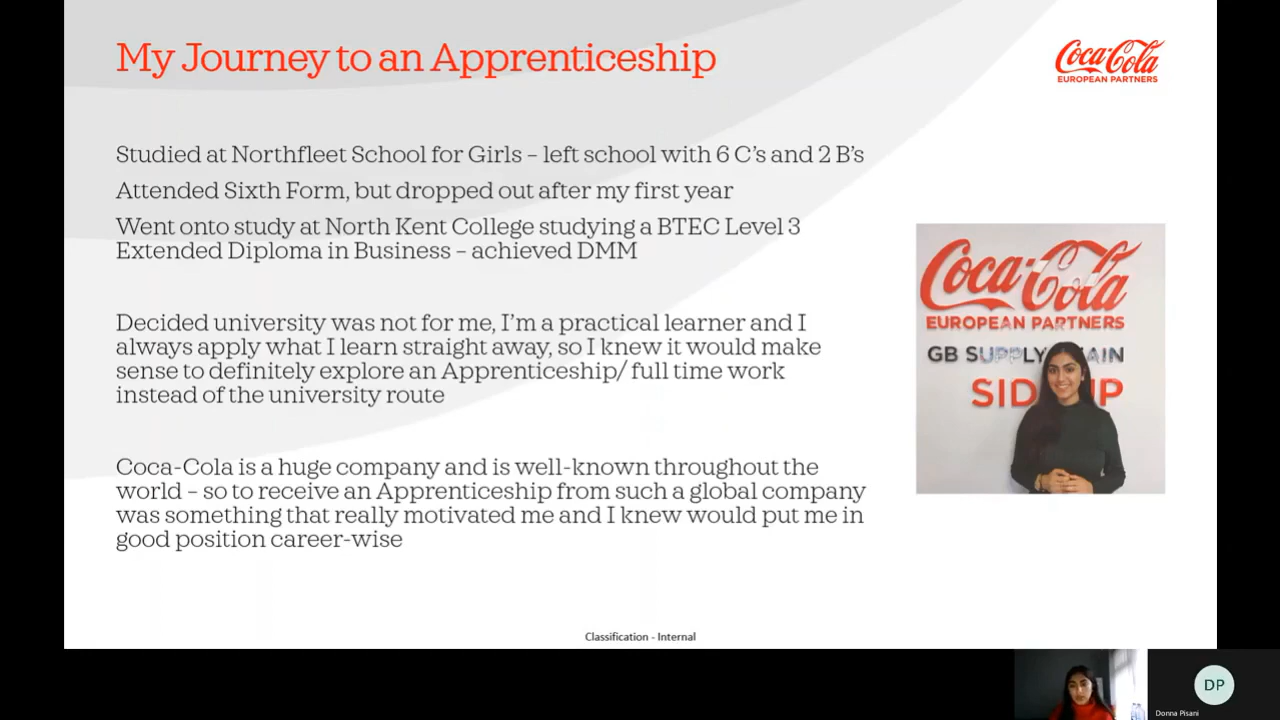 My Journey to an Apprenticeship
Coca-Cola
EUROPEAN PARTNERS
Studied at Northfleet School for Girls – left school with 6 C’s and 2 B’s
Attended Sixth Form, but dropped out after my first year
Went onto study at North Kent College studying a BTEC Level 3
Extended Diploma in Business – achieved DMM
Decided university was not for me, I’m a practical learner and I
always apply what I learn straight away, so I knew it would make
sense to definitely explore an Apprenticeship/ full time work
instead of the university route
Coca-Cola is a huge company and is well-known throughout the
world – so to receive an Apprenticeship from such a global company
was something that really motivated me and I knew would put me in
good position career-wise
Coca-Cola
EUROPEAN PARTNERS
GB SUPPLY
Classification - Internal
DP
Donna Pisani